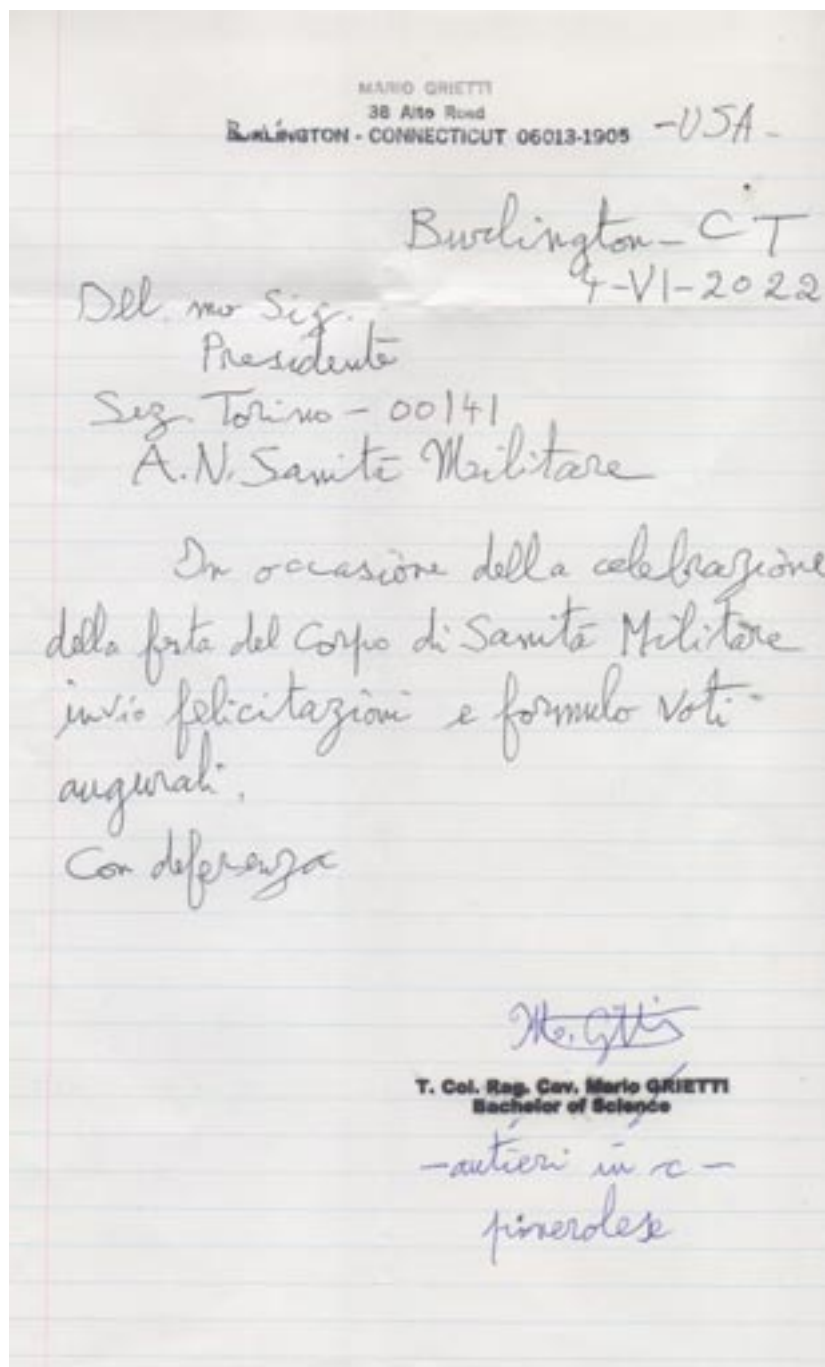 MARIO GRIETTI
38 Alto Road
BURLINGTON - CONNECTICUT 06013-1905 -USA-
Burlington - CT
4-VI-2022
Ill.mo Sig.
Presidente
Sez. Torino - 00141
A.N. Sanità Militare
In occasione della celebrazione
della festa del Corpo di Sanità Militare
invio felicitazioni e formulo voti
augurali.
Con deferenza
T. Col. Rag. Cav. Mario GRIETTI
Bachelor of Science
- autieri in c -
pinerolese